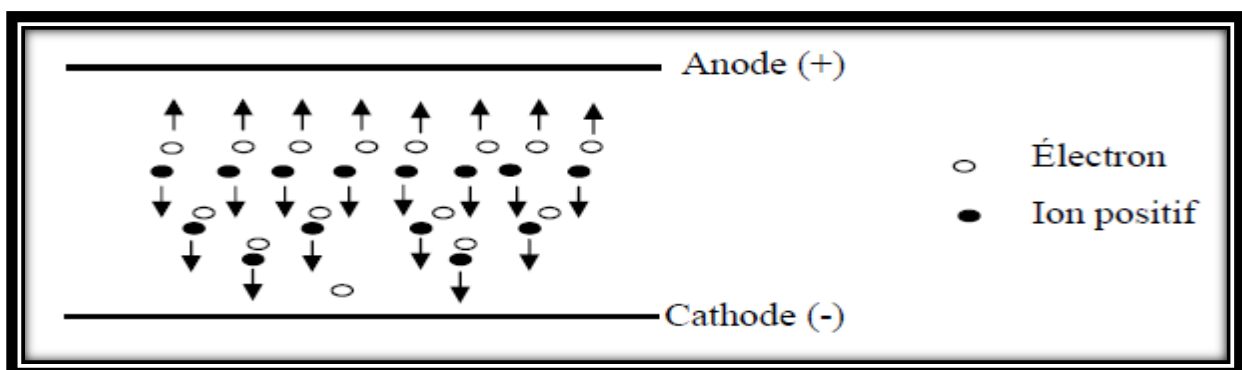 Anode (+)
Électron
Ion positif
Cathode (-)